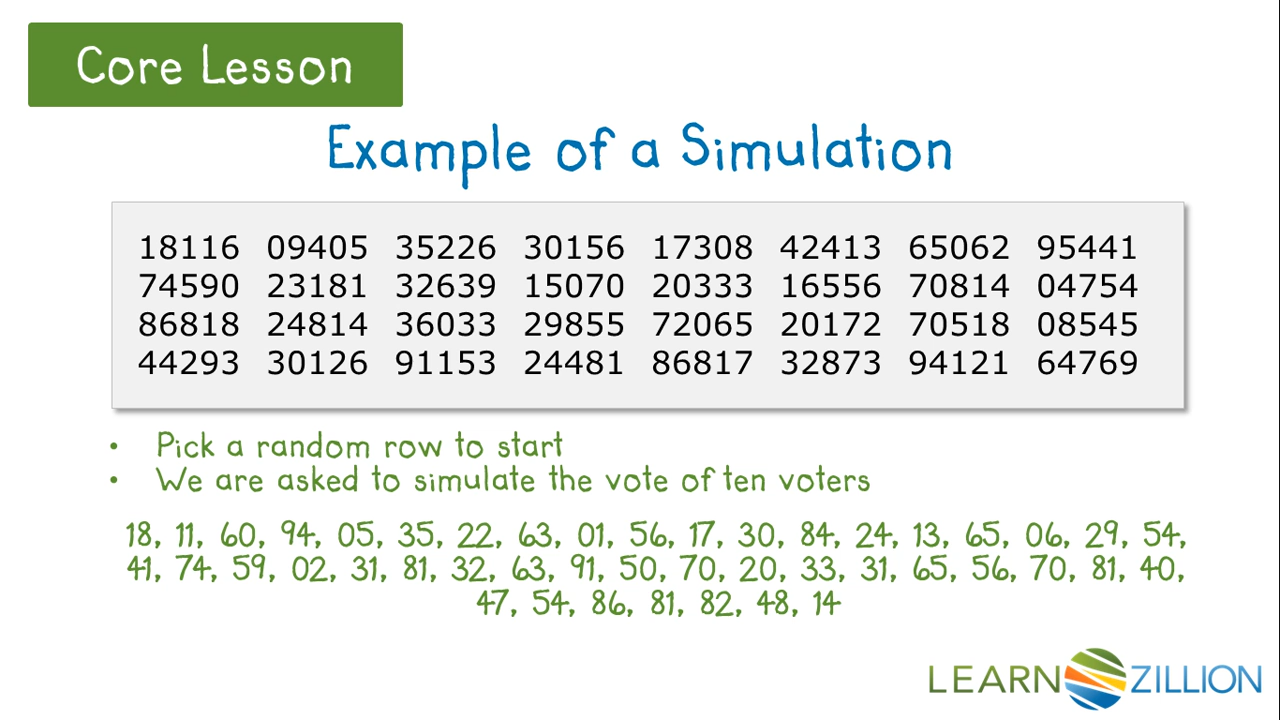 Core Lesson
Example of a Simulation
18116 09405 35226 30156 17308 42413 65062 95441
74590 23181 32639 15070 20333 16556 70814 04754
86818 24814 36033 29855 72065 20172 70518 08545
44293 30126 91153 24481 86817 32873 94121 64769
• Pick a random row to start
• We are asked to simulate the vote of ten voters
18, 11, 60, 94, 05, 35, 22, 63, 01, 56, 17, 30, 84, 24, 13, 65, 06, 29, 54,
41, 74, 59, 02, 31, 81, 32, 63, 91, 50, 70, 20, 33, 31, 65, 56, 70, 81, 40,
47, 54, 86, 81, 82, 48, 14
LEARN ZILLION